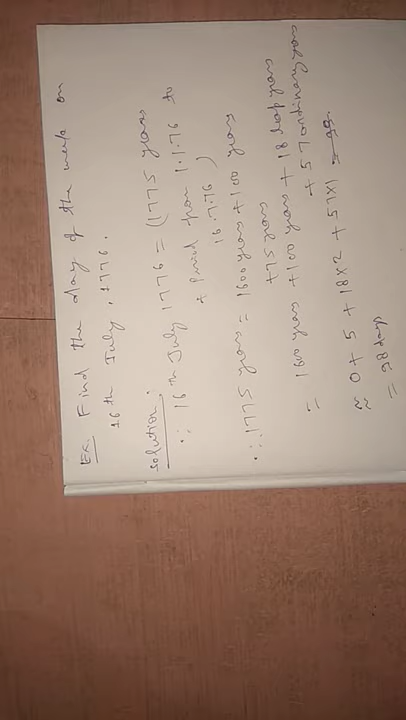 Ex. Find the day of the week on
16th July, 1776.
Solution:
∵ 16th July 1776 = (1775 years
+ Period from 1.1.76 to
16.7.76)
∴ 1775 years = 1600 years + 100 years
+ 75 years
= 1600 years + 100 years + 18 leap years
+ 57 ordinary years
≈ 0 + 5 + 18×2 + 57×1
= 98 days